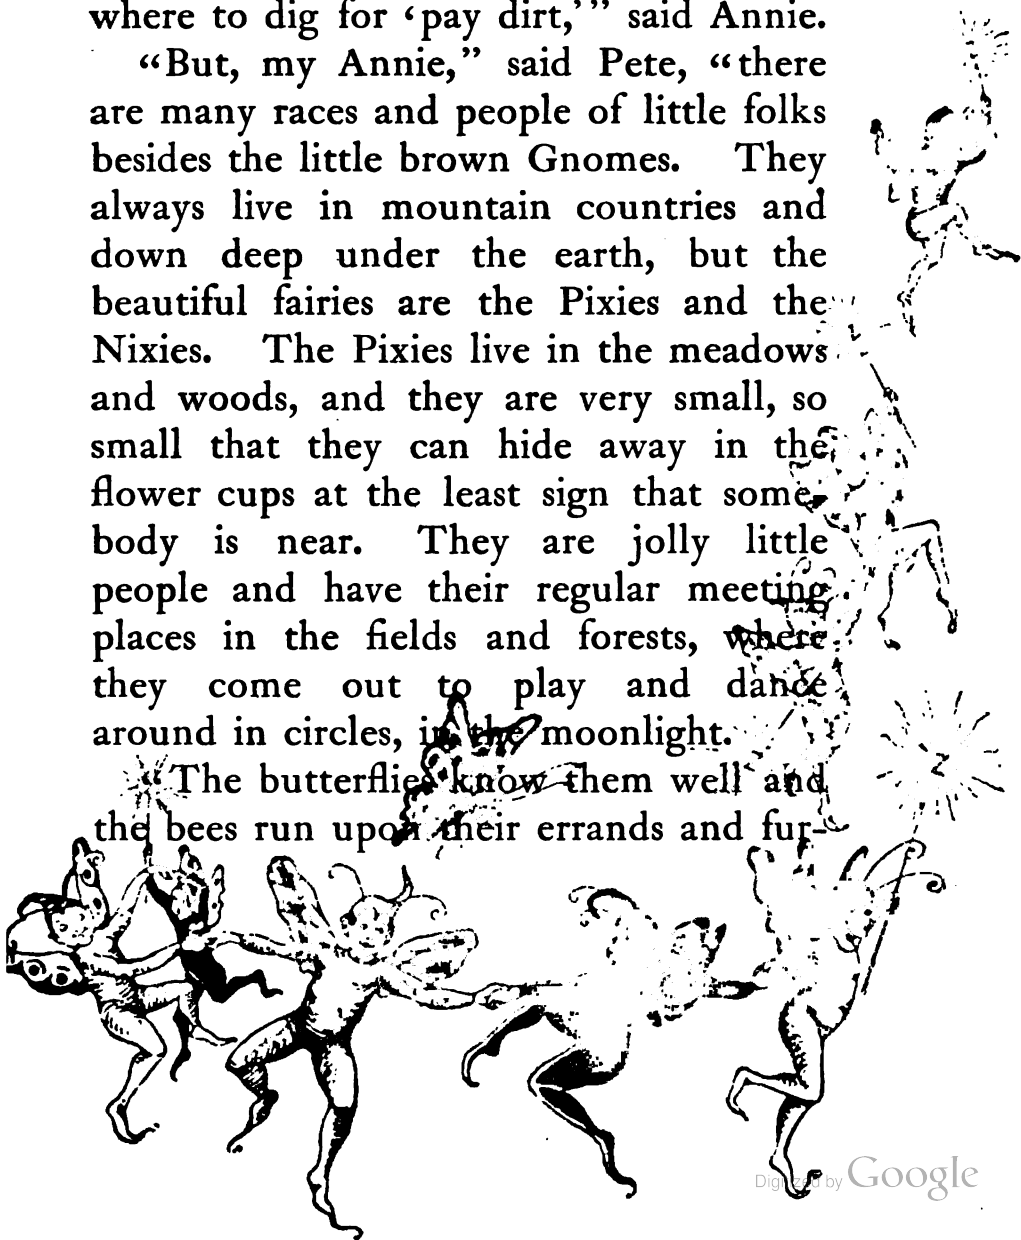 where to dig for ‘pay dirt,’” said Annie.
“But, my Annie,” said Pete, “there
are many races and people of little folks
besides the little brown Gnomes. They
always live in mountain countries and
down deep under the earth, but the
beautiful fairies are the Pixies and the
Nixies. The Pixies live in the meadows
and woods, and they are very small, so
small that they can hide away in the
flower cups at the least sign that some-
body is near. They are jolly little
people and have their regular meeting
places in the fields and forests, where
they come out to play and dance
around in circles, in the moonlight.
“The butterflies know them well and
the bees run upon their errands and fur-
Digitized by Google